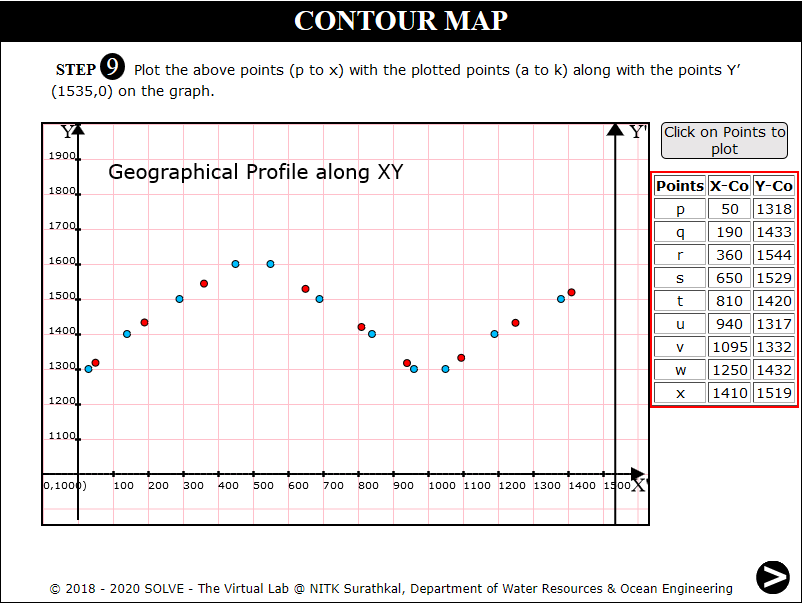 CONTOUR MAP
STEP 9 Plot the above points (p to x) with the plotted points (a to k) along with the points Y’
(1535,0) on the graph.
Y Y'
Geographical Profile along XY
1900
1800
1700
1600
1500
1400
1300
1200
1100
0,1000) 100 200 300 400 500 600 700 800 900 1000 1100 1200 1300 1400 1500 X'
Click on Points to
plot
Points X-Co Y-Co
p 50 1318
q 190 1433
r 360 1544
s 650 1529
t 810 1420
u 940 1317
v 1095 1332
w 1250 1432
x 1410 1519
© 2018 - 2020 SOLVE - The Virtual Lab @ NITK Surathkal, Department of Water Resources & Ocean Engineering